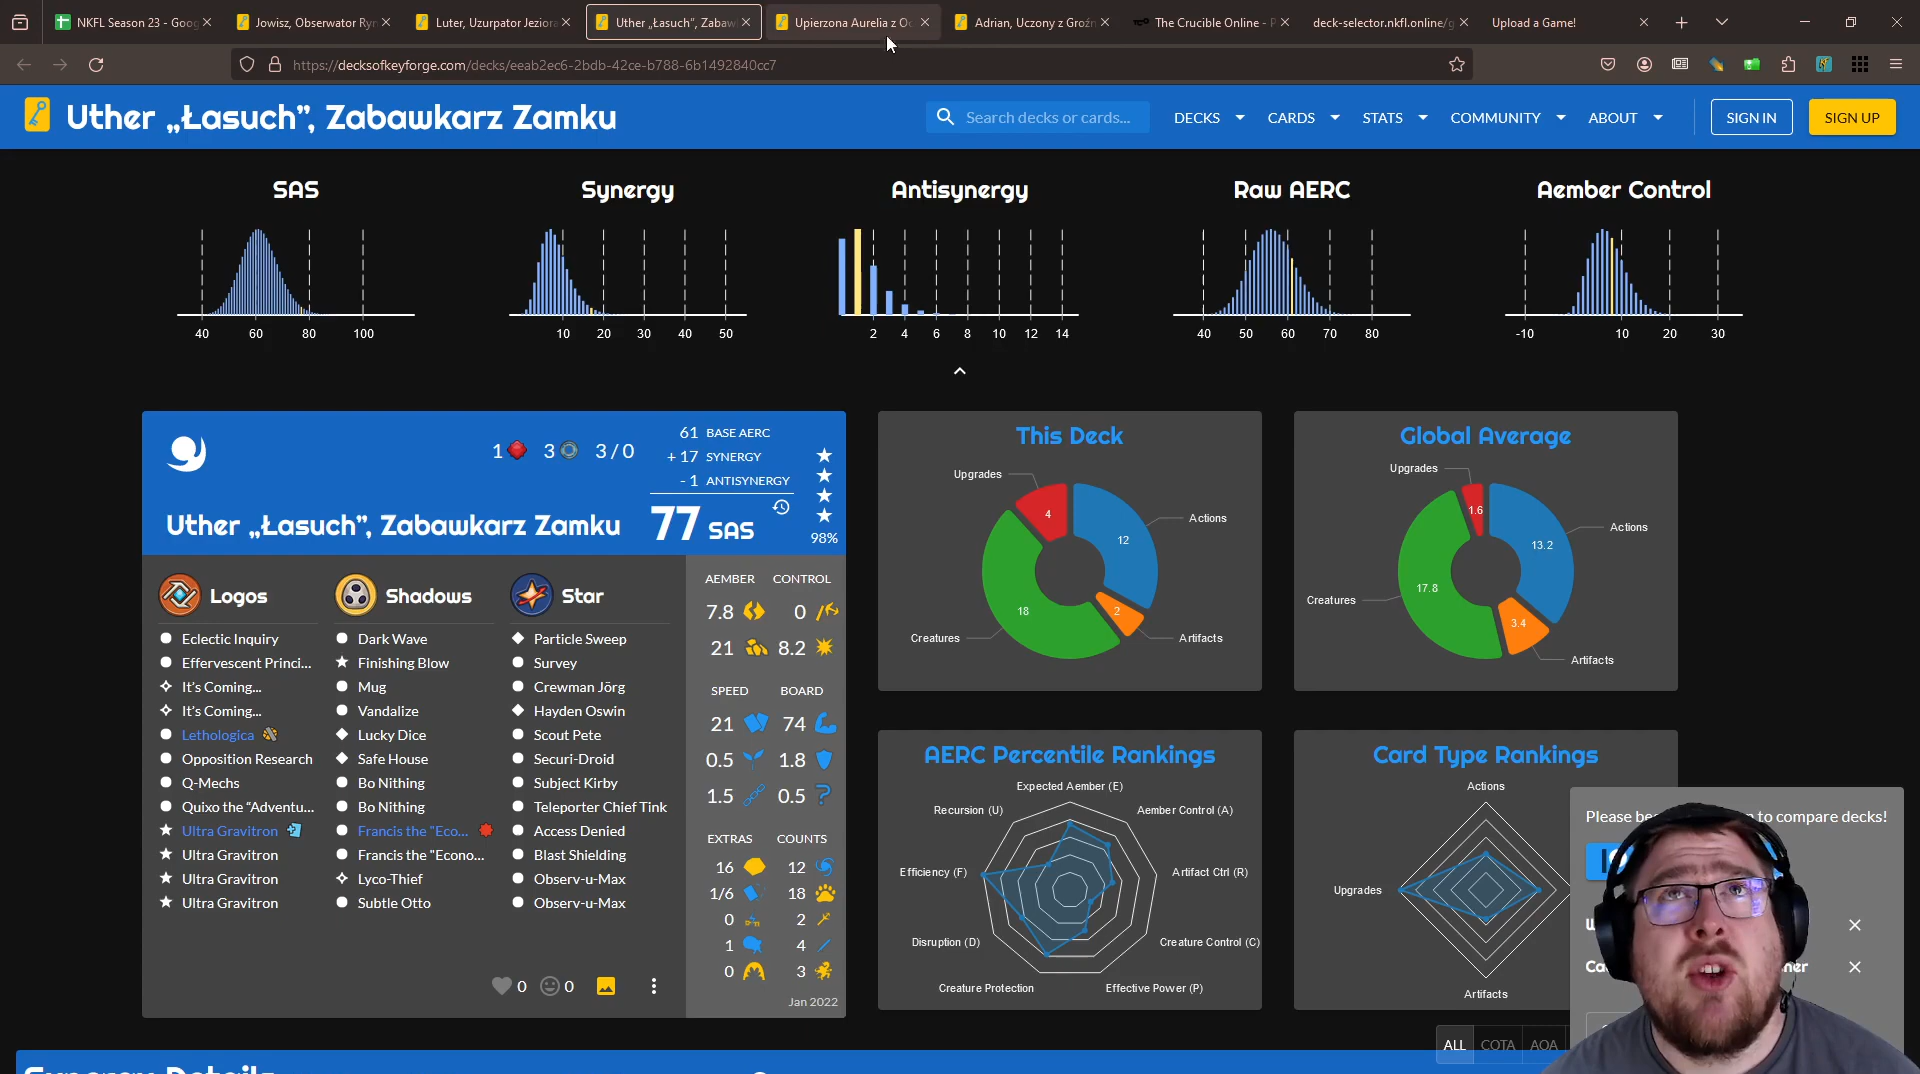 NKFL Season 23 - Goog
Jowisz, Obserwator Ryn
Luter, Uzurpator Jeziora
Uther „Łasuch", Zabaw
Upierzona Aurelia z O
Adrian, Uczony z Groźn
The Crucible Online - P
deck-selector.nkfl.online/g
Upload a Game!
https://decksofkeyforge.com/decks/eeab2ec6-2bdb-42ce-b788-6b1492840cc7
Uther „Łasuch”, Zabawkarz Zamku
Search decks or cards...
DECKS
CARDS
STATS
COMMUNITY
ABOUT
SIGN IN
SIGN UP
SAS
Synergy
Antisynergy
Raw AERC
Aember Control
40 60 80 100
10 20 30 40 50
2 4 6 8 10 12 14
40 50 60 70 80
-10 10 20 30
1 3 3 / 0
61 BASE AERC
+ 17 SYNERGY
- 1 ANTISYNERGY
Uther „Łasuch”, Zabawkarz Zamku
77 SAS
98%
Logos
Eclectic Inquiry
Effervescent Princi...
It's Coming...
It's Coming...
Lethologica
Opposition Research
Q-Mechs
Quixo the "Adventu...
Ultra Gravitron
Ultra Gravitron
Ultra Gravitron
Ultra Gravitron
Shadows
Dark Wave
Finishing Blow
Mug
Vandalize
Lucky Dice
Safe House
Bo Nithing
Bo Nithing
Francis the "Eco...
Francis the "Econo...
Lyco-Thief
Subtle Otto
Star
Particle Sweep
Survey
Crewman Jörg
Hayden Oswin
Scout Pete
Securi-Droid
Subject Kirby
Teleporter Chief Tink
Access Denied
Blast Shielding
Observ-u-Max
Observ-u-Max
0 0
AEMBER CONTROL
7.8 0
21 8.2
SPEED BOARD
21 74
0.5 1.8
1.5 0.5
EXTRAS COUNTS
16 12
1/6 18
0 2
1 4
0 3
Jan 2022
This Deck
Upgrades
4
Actions
12
18
2
Creatures
Artifacts
Global Average
Upgrades
1.6
Actions
13.2
17.8
Creatures
3.4
Artifacts
AERC Percentile Rankings
Expected Aember (E)
Recursion (U)
Aember Control (A)
Efficiency (F)
Artifact Ctrl (R)
Disruption (D)
Creature Control (C)
Creature Protection
Effective Power (P)
Card Type Rankings
Actions
Upgrades
Artifacts
ALL COTA AOA
to compare decks!
Synergy Details